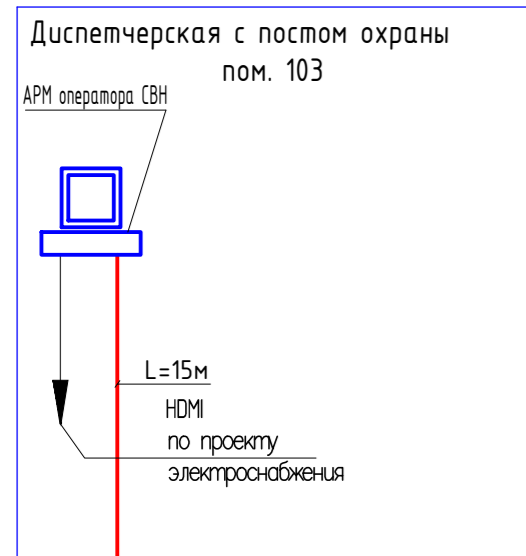 Диспетчерская с постом охраны
пом. 103
АРМ оператора СВН
L=15м
HDMI
по проекту
электроснабжения